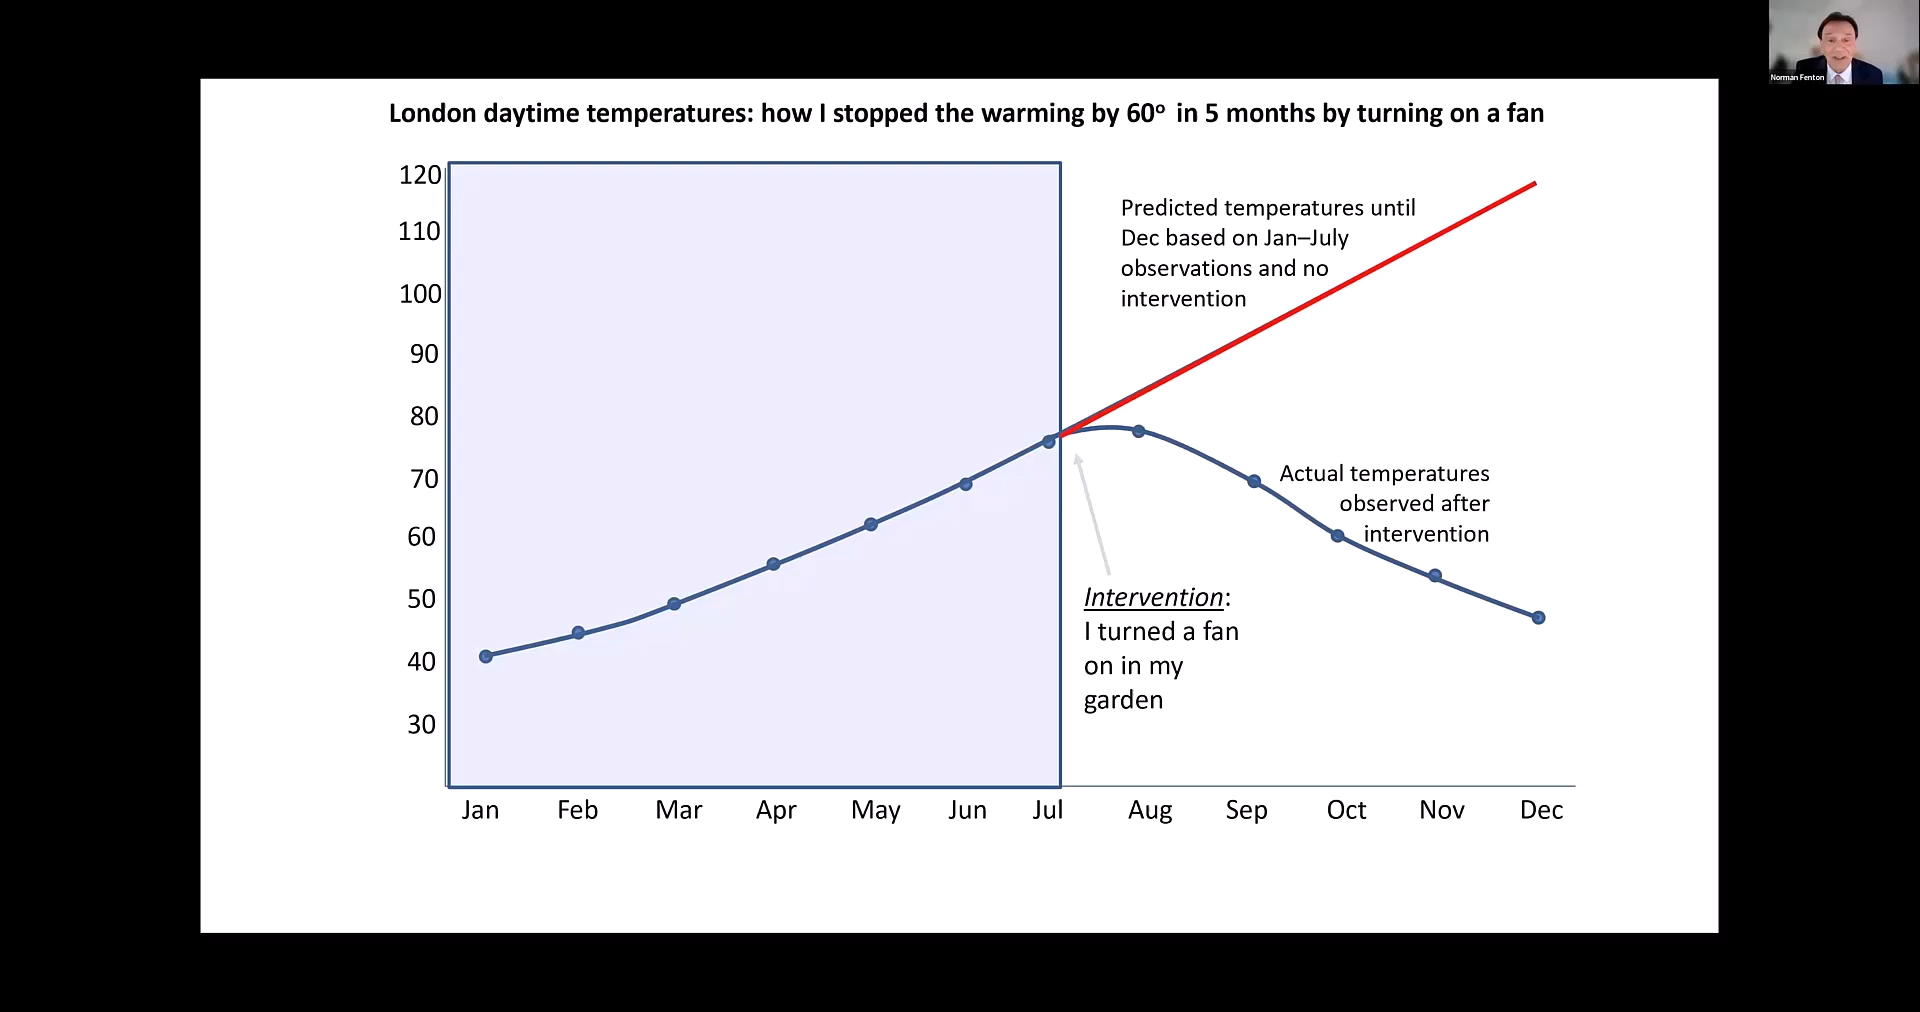 Norman Fenton
London daytime temperatures: how I stopped the warming by 60º in 5 months by turning on a fan
120
110
100
90
80
70
60
50
40
30
Predicted temperatures until
Dec based on Jan–July
observations and no
intervention
Actual temperatures
observed after
intervention
Intervention:
I turned a fan
on in my
garden
Jan Feb Mar Apr May Jun Jul Aug Sep Oct Nov Dec